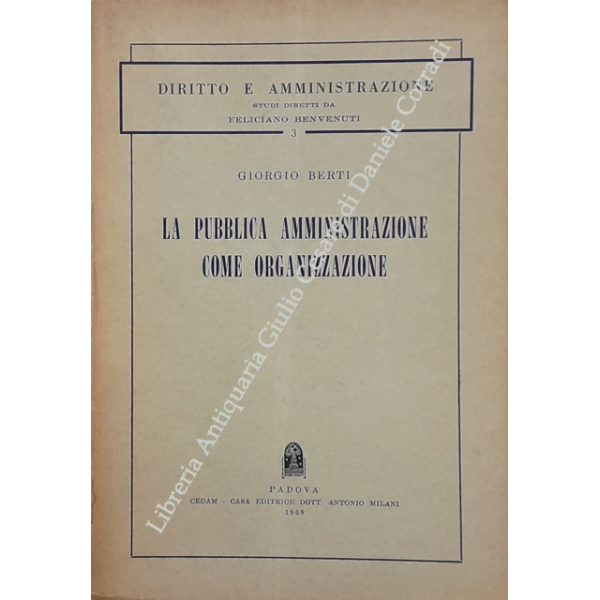 DIRITTO E AMMINISTRAZIONE
STUDI DIRETTI DA
FELICIANO BENVENUTI
3
GIORGIO BERTI
LA PUBBLICA AMMINISTRAZIONE
COME ORGANIZZAZIONE
PADOVA
CEDAM - CASA EDITRICE DOTT. ANTONIO MILANI
1968
Libreria Antiquaria Giulio Cesare di Daniele Corradi